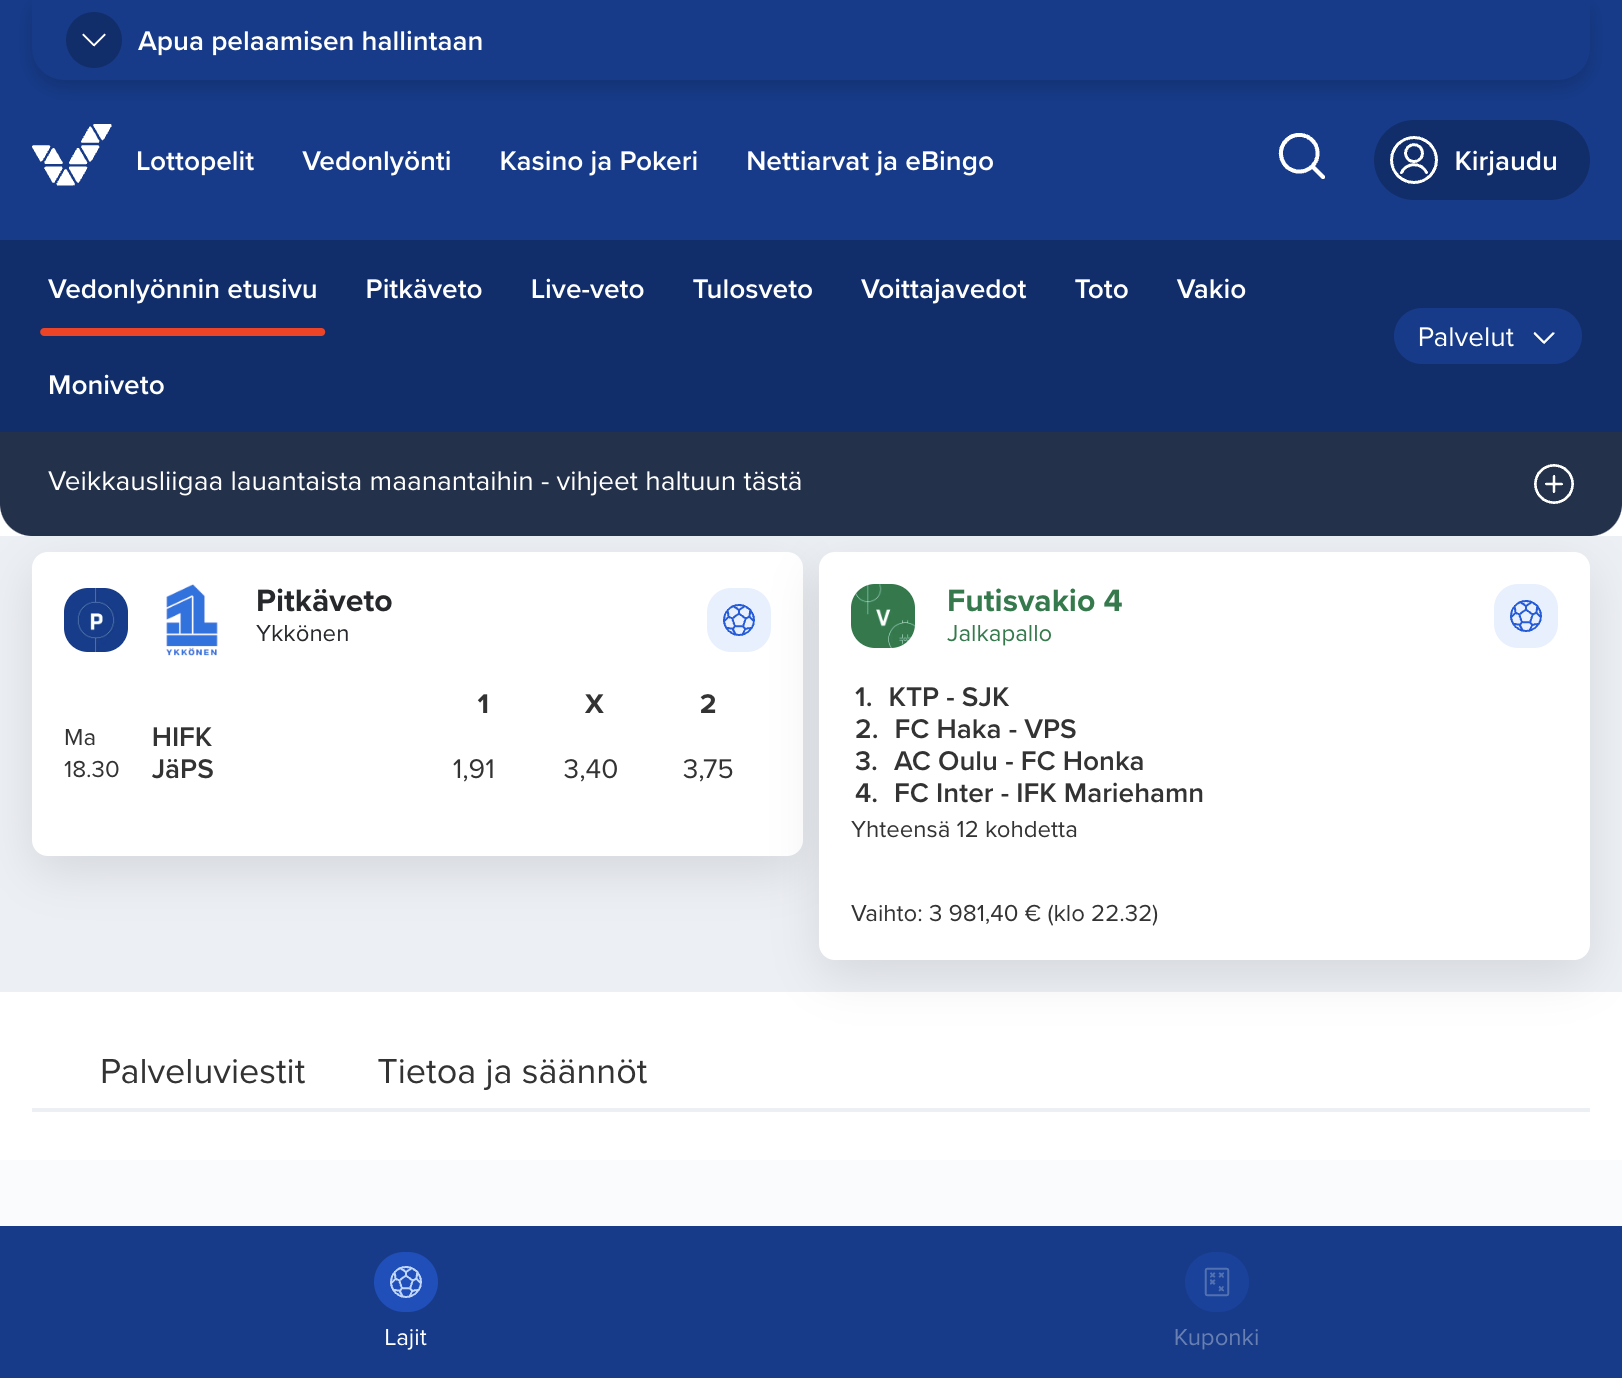 Apua pelaamisen hallintaan
Lottopelit Vedonlyönti Kasino ja Pokeri Nettiarvat ja eBingo Kirjaudu
Vedonlyönnin etusivu Pitkäveto Live-veto Tulosveto Voittajavedot Toto Vakio
Palvelut
Moniveto
Veikkausliigaa lauantaista maanantaihin - vihjeet haltuun tästä
P
1L
YKKÖNEN
Pitkäveto
Ykkönen
1 X 2
Ma HIFK
18.30 JäPS 1,91 3,40 3,75
V
Futisvakio 4
Jalkapallo
1. KTP - SJK
2. FC Haka - VPS
3. AC Oulu - FC Honka
4. FC Inter - IFK Mariehamn
Yhteensä 12 kohdetta
Vaihto: 3 981,40 € (klo 22.32)
Palveluviestit Tietoa ja säännöt
Lajit Kuponki